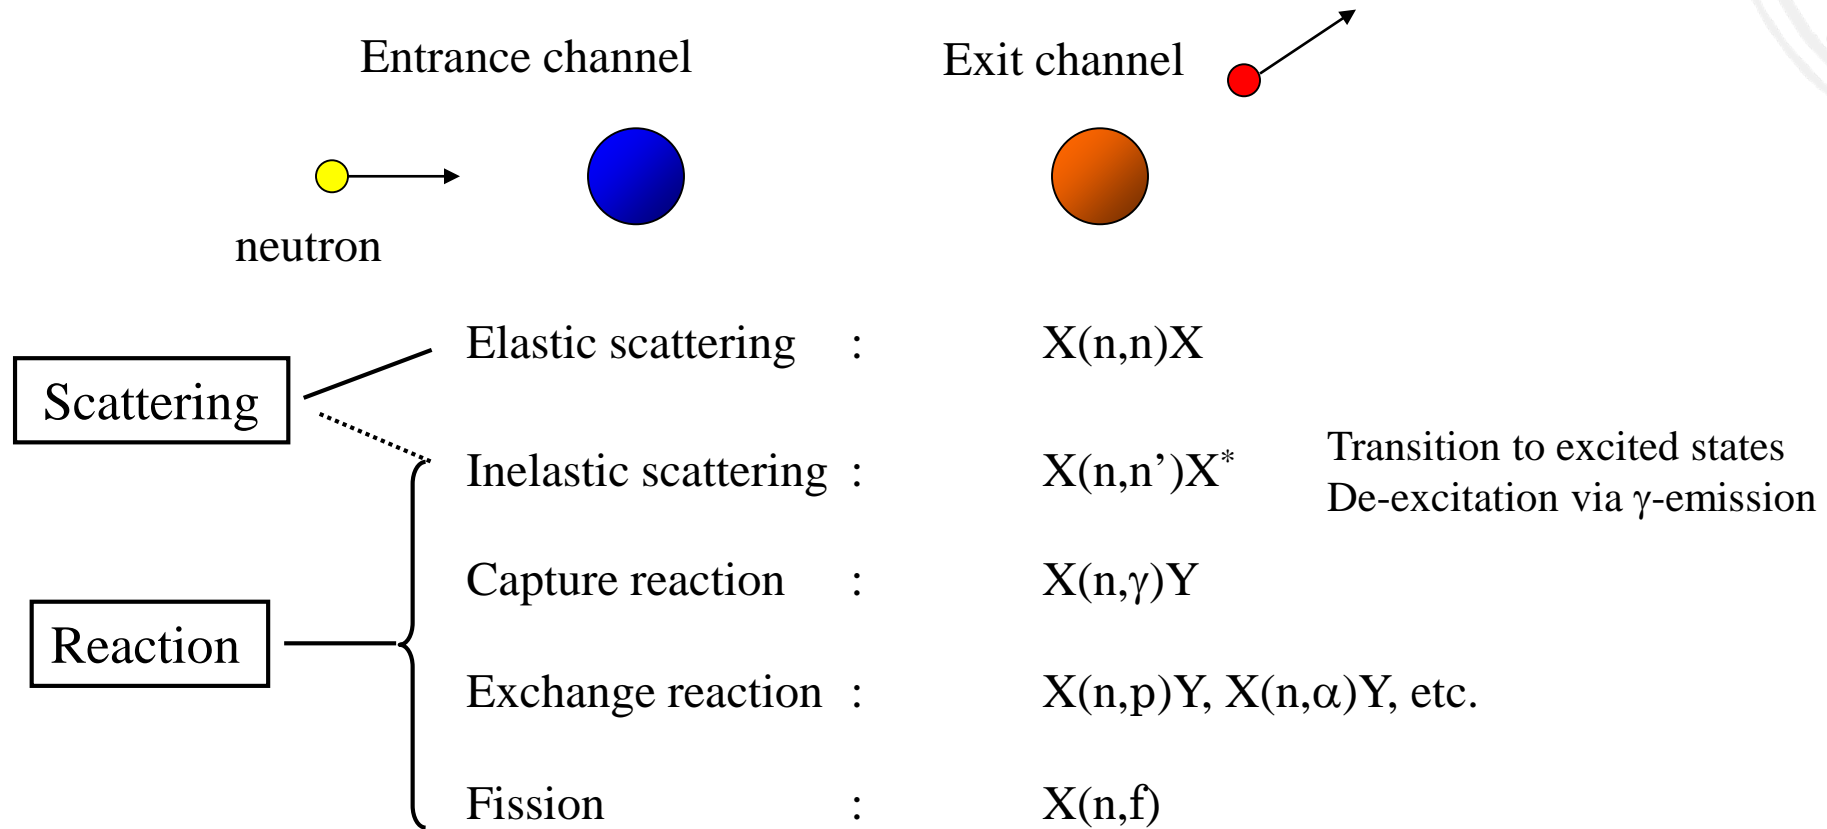 Entrance channel
Exit channel
neutron
Scattering
Elastic scattering : X(n,n)X
Inelastic scattering : X(n,n’)X*
Transition to excited states
De-excitation via γ-emission
Reaction
Capture reaction : X(n,γ)Y
Exchange reaction : X(n,p)Y, X(n,α)Y, etc.
Fission : X(n,f)